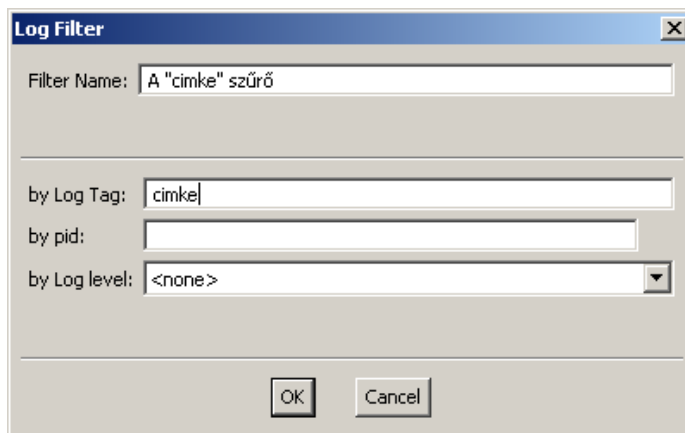 Log Filter
Filter Name: A "cimke" szűrő
by Log Tag: cimke
by pid:
by Log level: <none>
OK Cancel